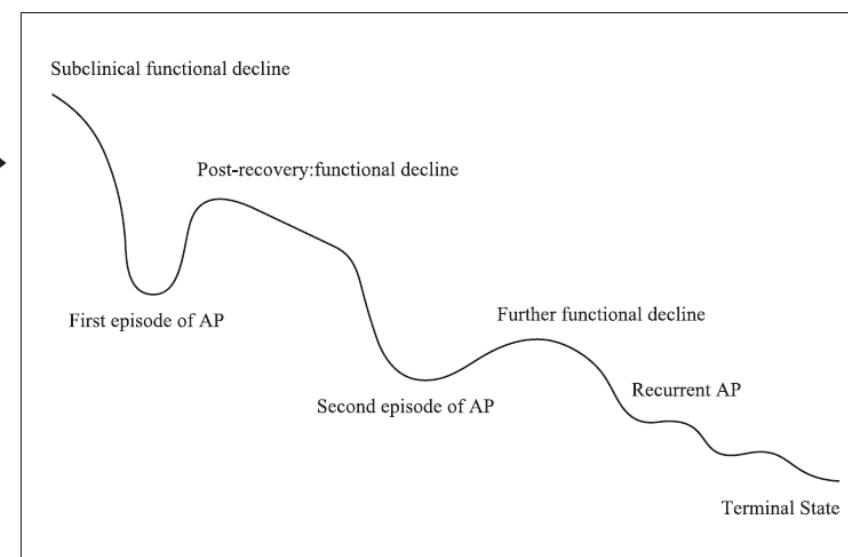 Subclinical functional decline
Post-recovery:functional decline
First episode of AP
Further functional decline
Recurrent AP
Second episode of AP
Terminal State